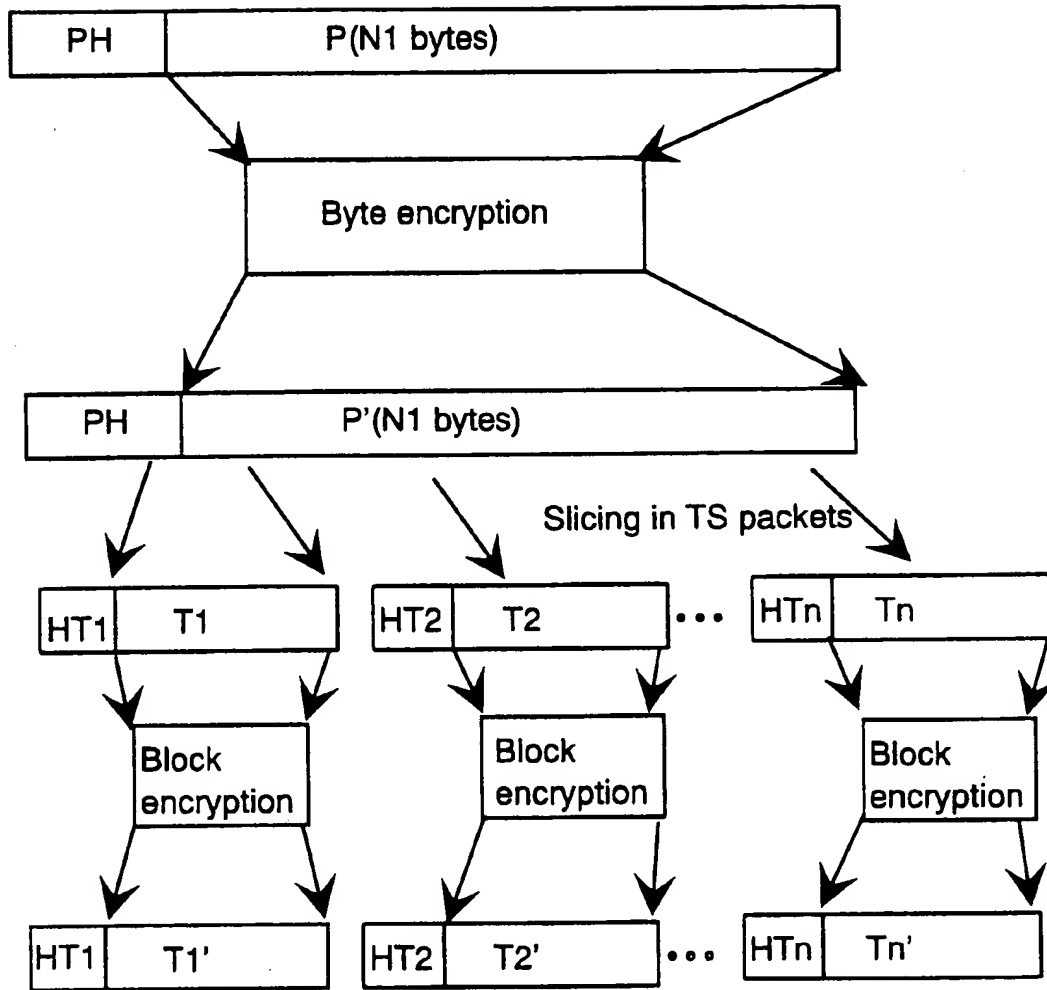 PH P(N1 bytes)
Byte encryption
PH P'(N1 bytes)
Slicing in TS packets
HT1 T1 HT2 T2 ••• HTn Tn
Block encryption
Block encryption
Block encryption
HT1 T1' HT2 T2' ••• HTn Tn'